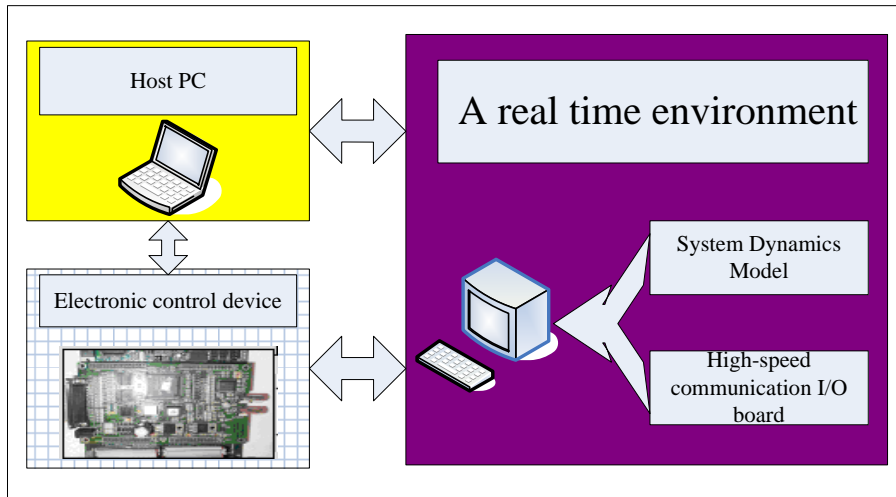 Host PC
A real time environment
Electronic control device
System Dynamics
Model
High-speed
communication I/O
board